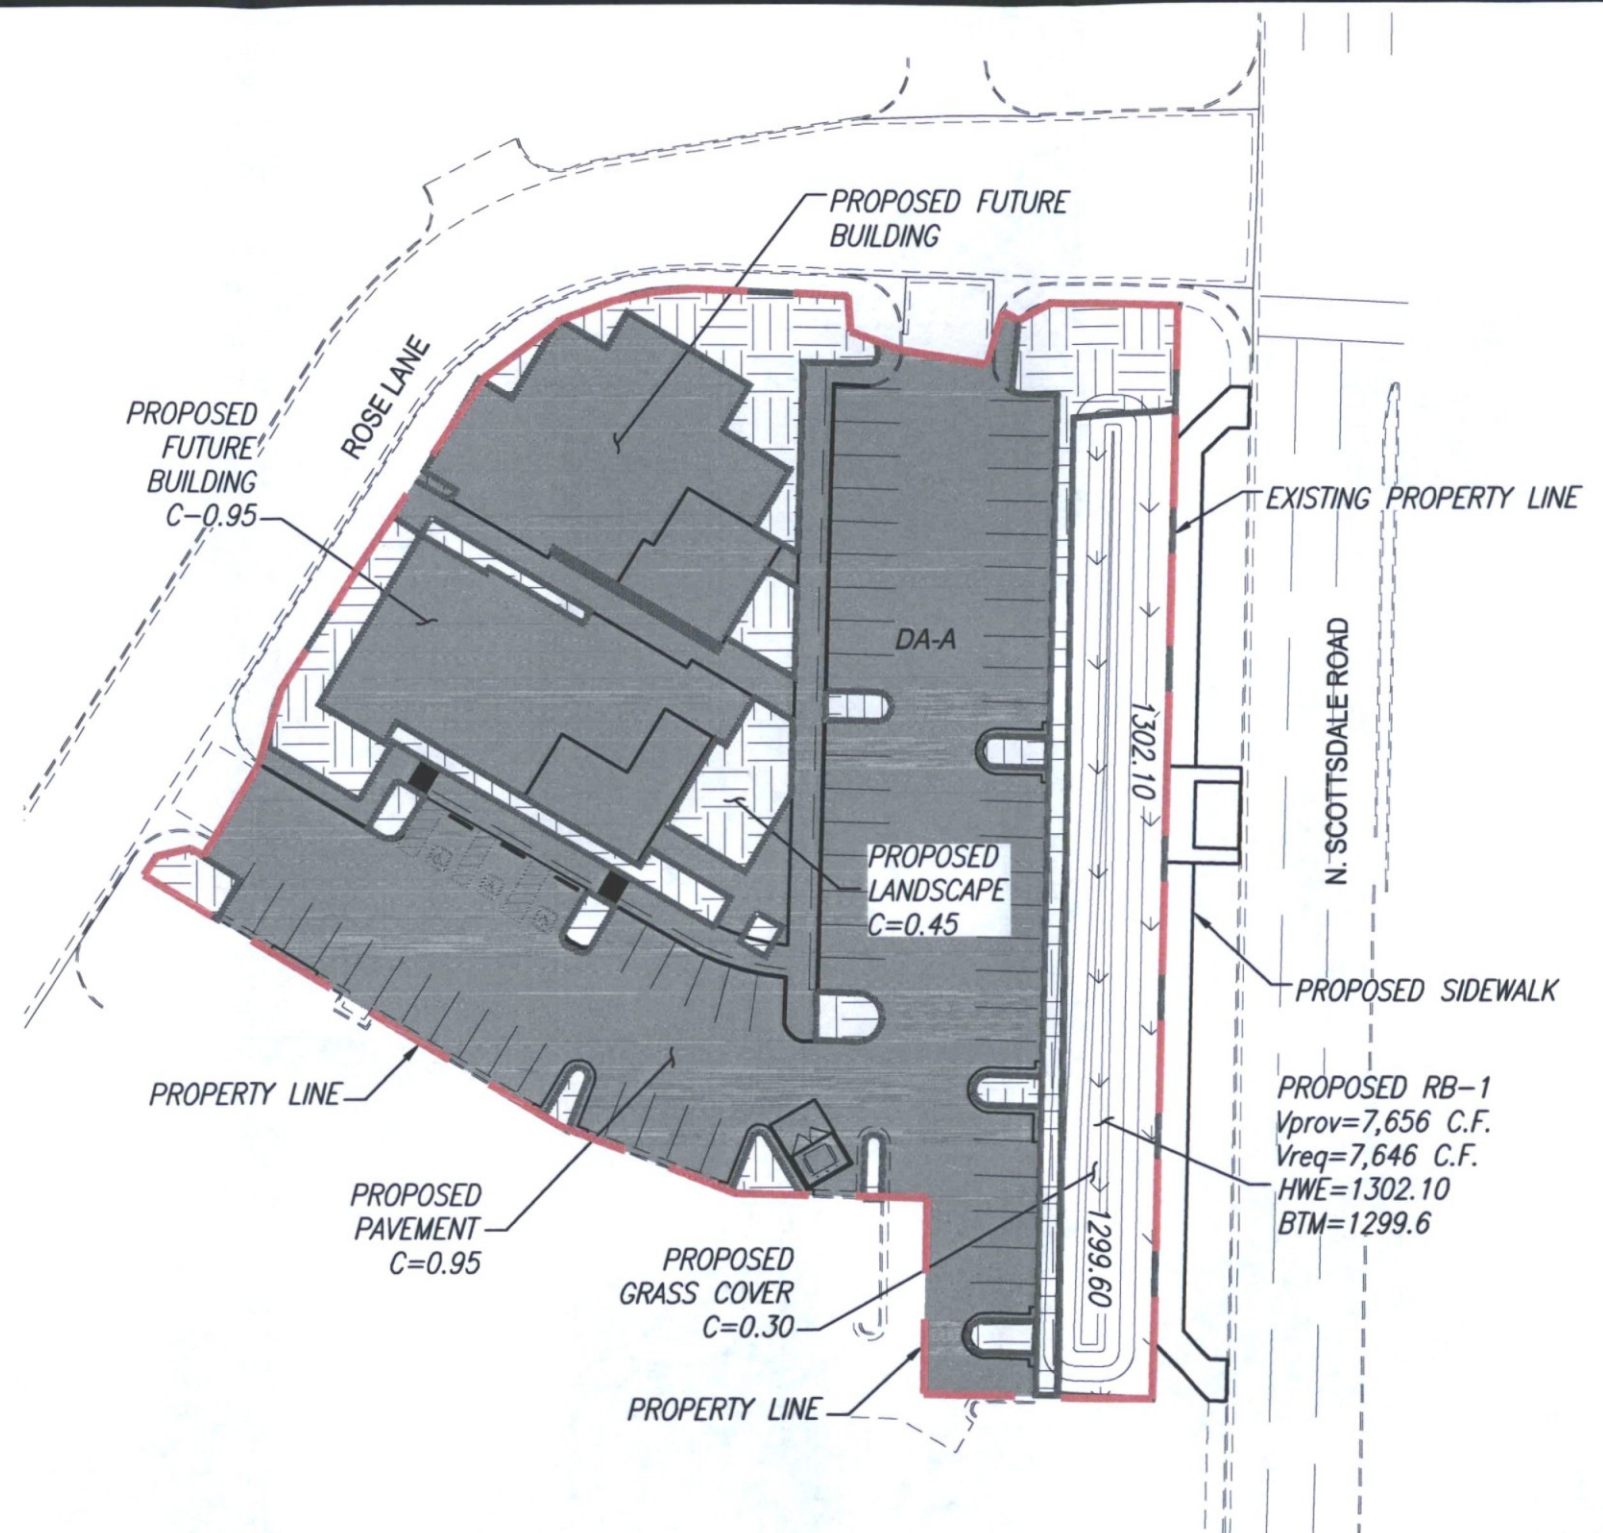 PROPOSED FUTURE
BUILDING
ROSE LANE
PROPOSED
FUTURE
BUILDING
C-0.95
EXISTING PROPERTY LINE
DA-A
1302.10
N. SCOTTSDALE ROAD
PROPOSED
LANDSCAPE
C=0.45
PROPOSED SIDEWALK
PROPERTY LINE
PROPOSED RB-1
Vprov=7,656 C.F.
Vreq=7,646 C.F.
HWE=1302.10
BTM=1299.6
PROPOSED
PAVEMENT
C=0.95
1299.60
PROPOSED
GRASS COVER
C=0.30
PROPERTY LINE